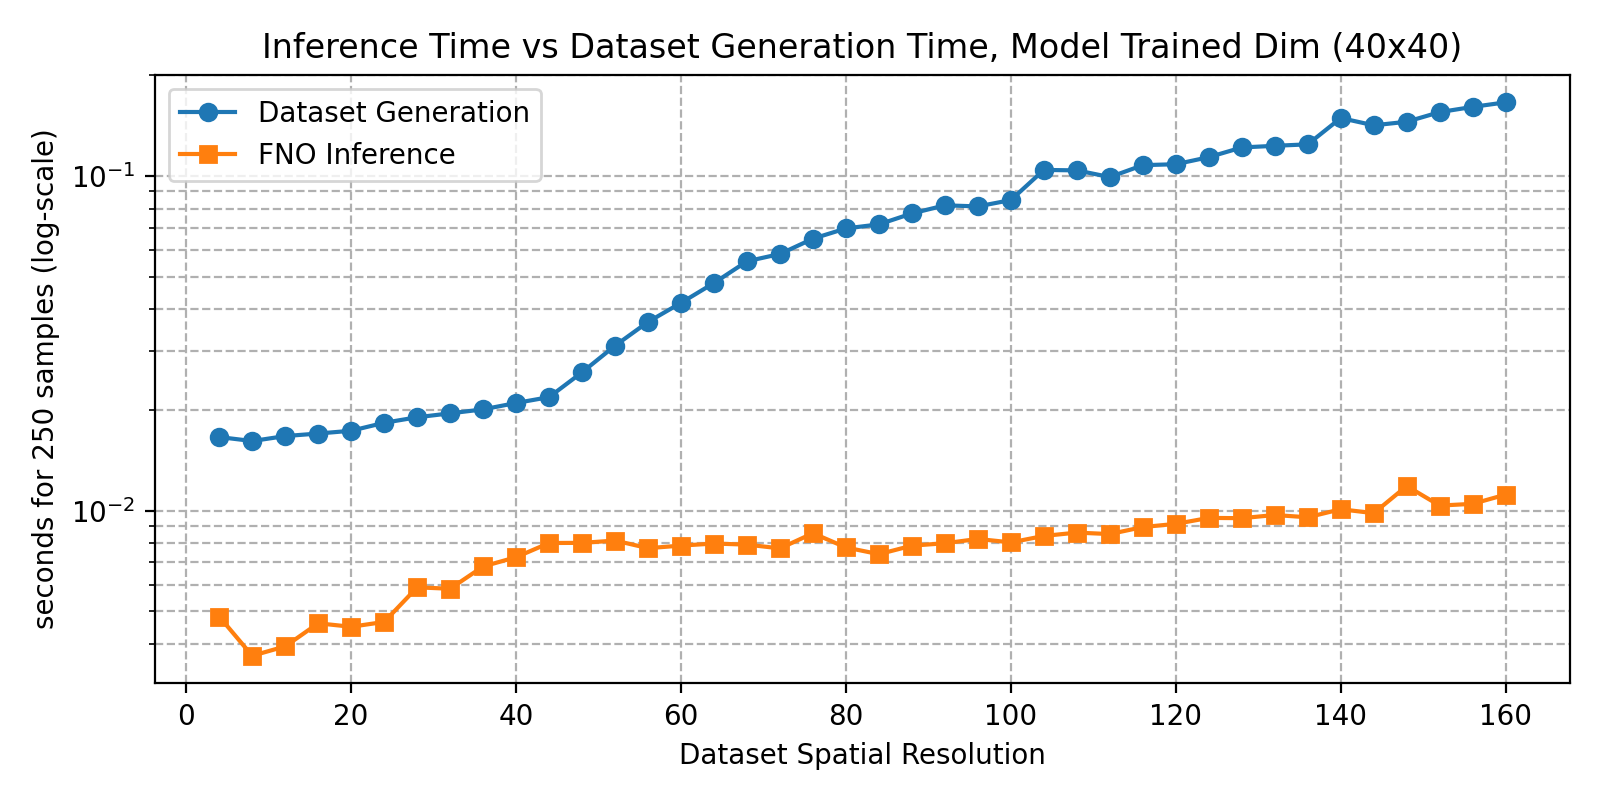 Inference Time vs Dataset Generation Time, Model Trained Dim (40x40)
Dataset Generation
FNO Inference
seconds for 250 samples (log-scale)
10⁻¹
10⁻²
0 20 40 60 80 100 120 140 160
Dataset Spatial Resolution